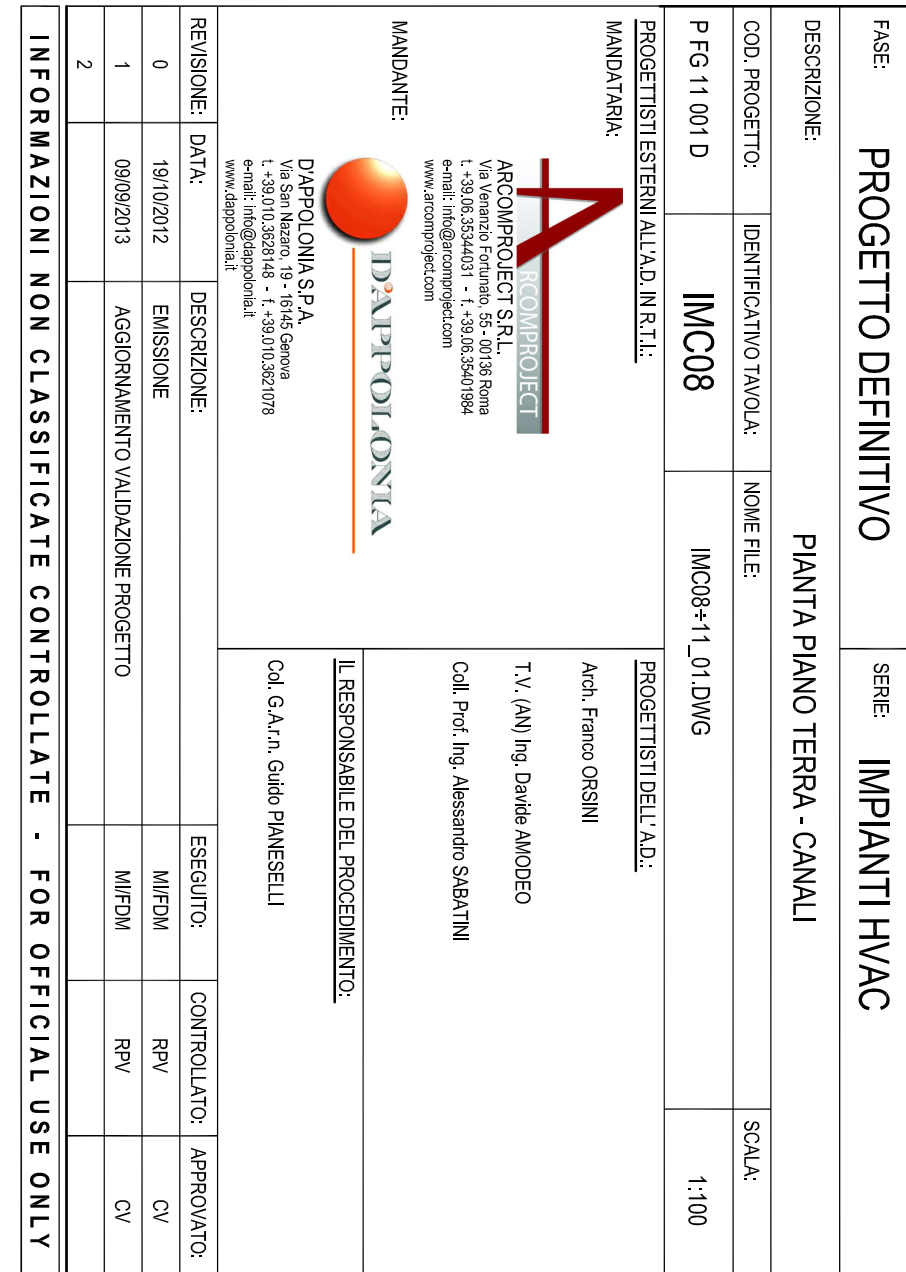 FASE:
PROGETTO DEFINITIVO
SERIE:
IMPIANTI HVAC
DESCRIZIONE:
PIANTA PIANO TERRA - CANALI
COD. PROGETTO:
IDENTIFICATIVO TAVOLA:
NOME FILE:
SCALA:
P FG 11 001 D
IMC08
IMC08÷11_01.DWG
1:100
PROGETTISTI ESTERNI ALL'A.D. IN R.T.I.:
MANDATARIA:
ARCOMPROJECT
ARCOMPROJECT S.R.L.
Via Venanzio Fortunato, 55 - 00136 Roma
t. +39.06.35344031 - f. +39.06.35401984
e-mail: info@arcomproject.com
www.arcomproject.com
MANDANTE:
D'APPOLONIA
D'APPOLONIA S.P.A.
Via San Nazaro, 19 - 16145 Genova
t. +39.010.3628148 - f. +39.010.3621078
e-mail: info@dappolonia.it
www.dappolonia.it
PROGETTISTI DELL' A.D.:
Arch. Franco ORSINI
T.V. (AN) Ing. Davide AMODEO
Coll. Prof. Ing. Alessandro SABATINI
IL RESPONSABILE DEL PROCEDIMENTO:
Col. G.A.r.n. Guido PIANESELLI
REVISIONE: DATA: DESCRIZIONE: ESEGUITO: CONTROLLATO: APPROVATO:
0 19/10/2012 EMISSIONE MI/FDM RPV CV
1 09/09/2013 AGGIORNAMENTO VALIDAZIONE PROGETTO MI/FDM RPV CV
2
INFORMAZIONI NON CLASSIFICATE CONTROLLATE - FOR OFFICIAL USE ONLY